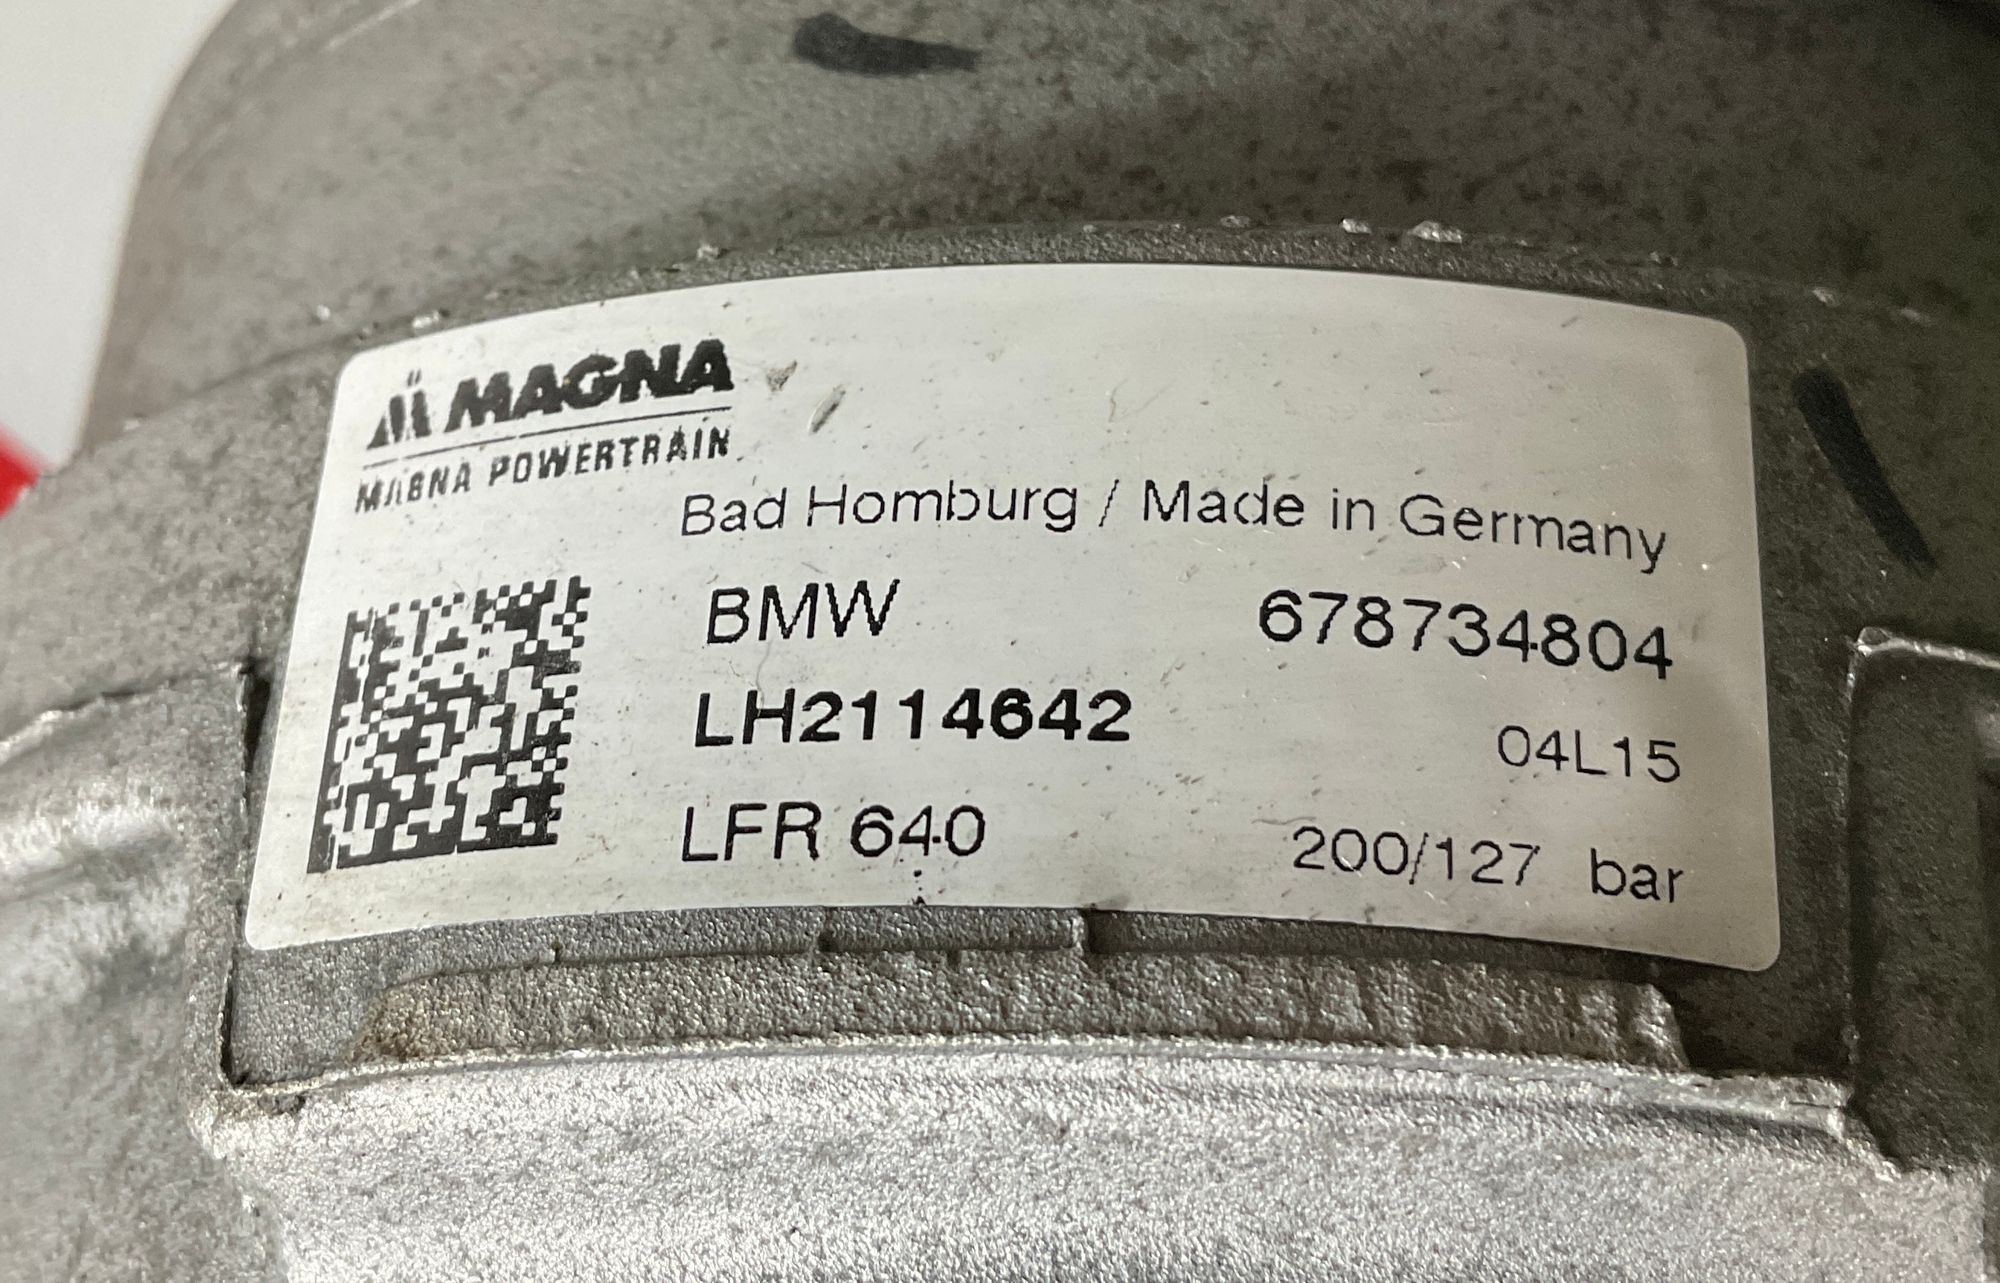 MAGNA
MAGNA POWERTRAIN
Bad Homburg / Made in Germany
BMW 678734804
LH2114642 04L15
LFR 640 200/127 bar